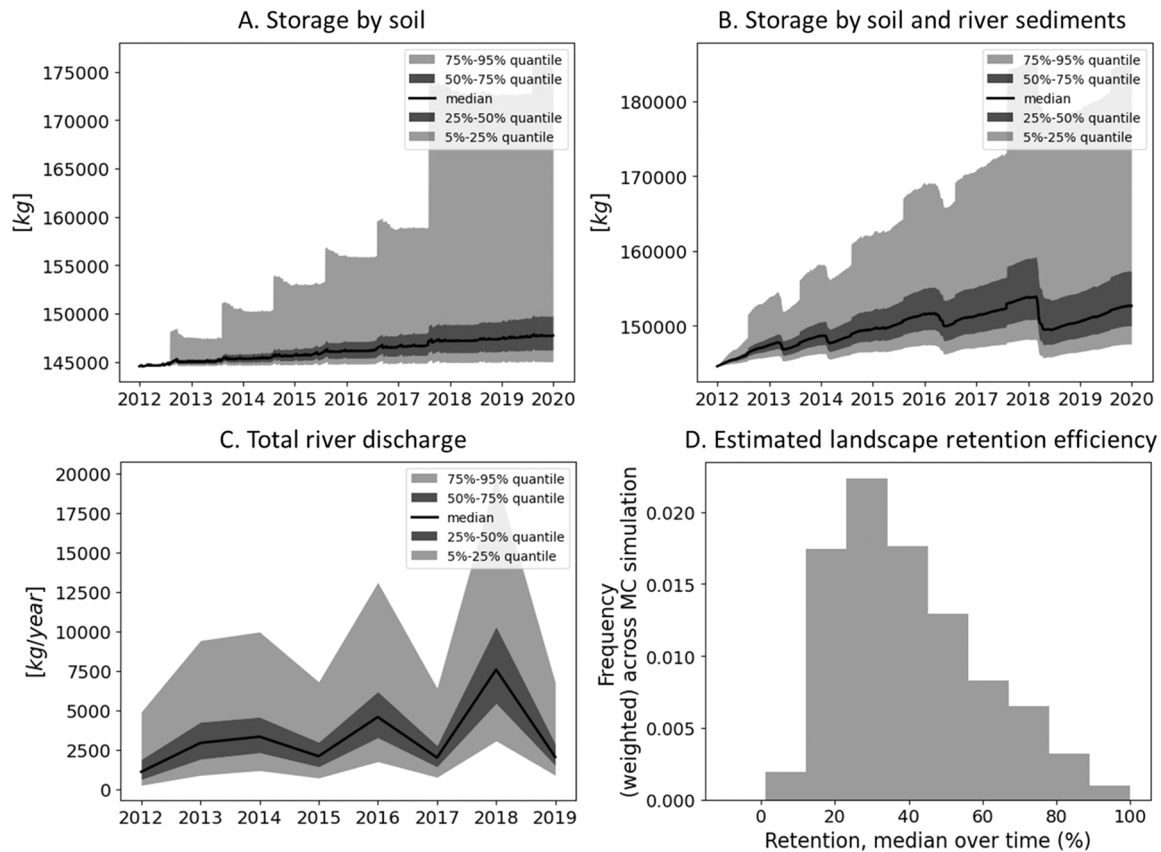 A. Storage by soil
175000
170000
165000
160000
155000
150000
145000
[kg]
75%-95% quantile
50%-75% quantile
median
25%-50% quantile
5%-25% quantile
2012 2013 2014 2015 2016 2017 2018 2019 2020
B. Storage by soil and river sediments
180000
170000
160000
150000
[kg]
75%-95% quantile
50%-75% quantile
median
25%-50% quantile
5%-25% quantile
2012 2013 2014 2015 2016 2017 2018 2019 2020
C. Total river discharge
20000
17500
15000
12500
10000
7500
5000
2500
0
[kg/year]
75%-95% quantile
50%-75% quantile
median
25%-50% quantile
5%-25% quantile
2012 2013 2014 2015 2016 2017 2018 2019
D. Estimated landscape retention efficiency
Frequency
(weighted) across MC simulation
0.020
0.015
0.010
0.005
0.000
0 20 40 60 80 100
Retention, median over time (%)